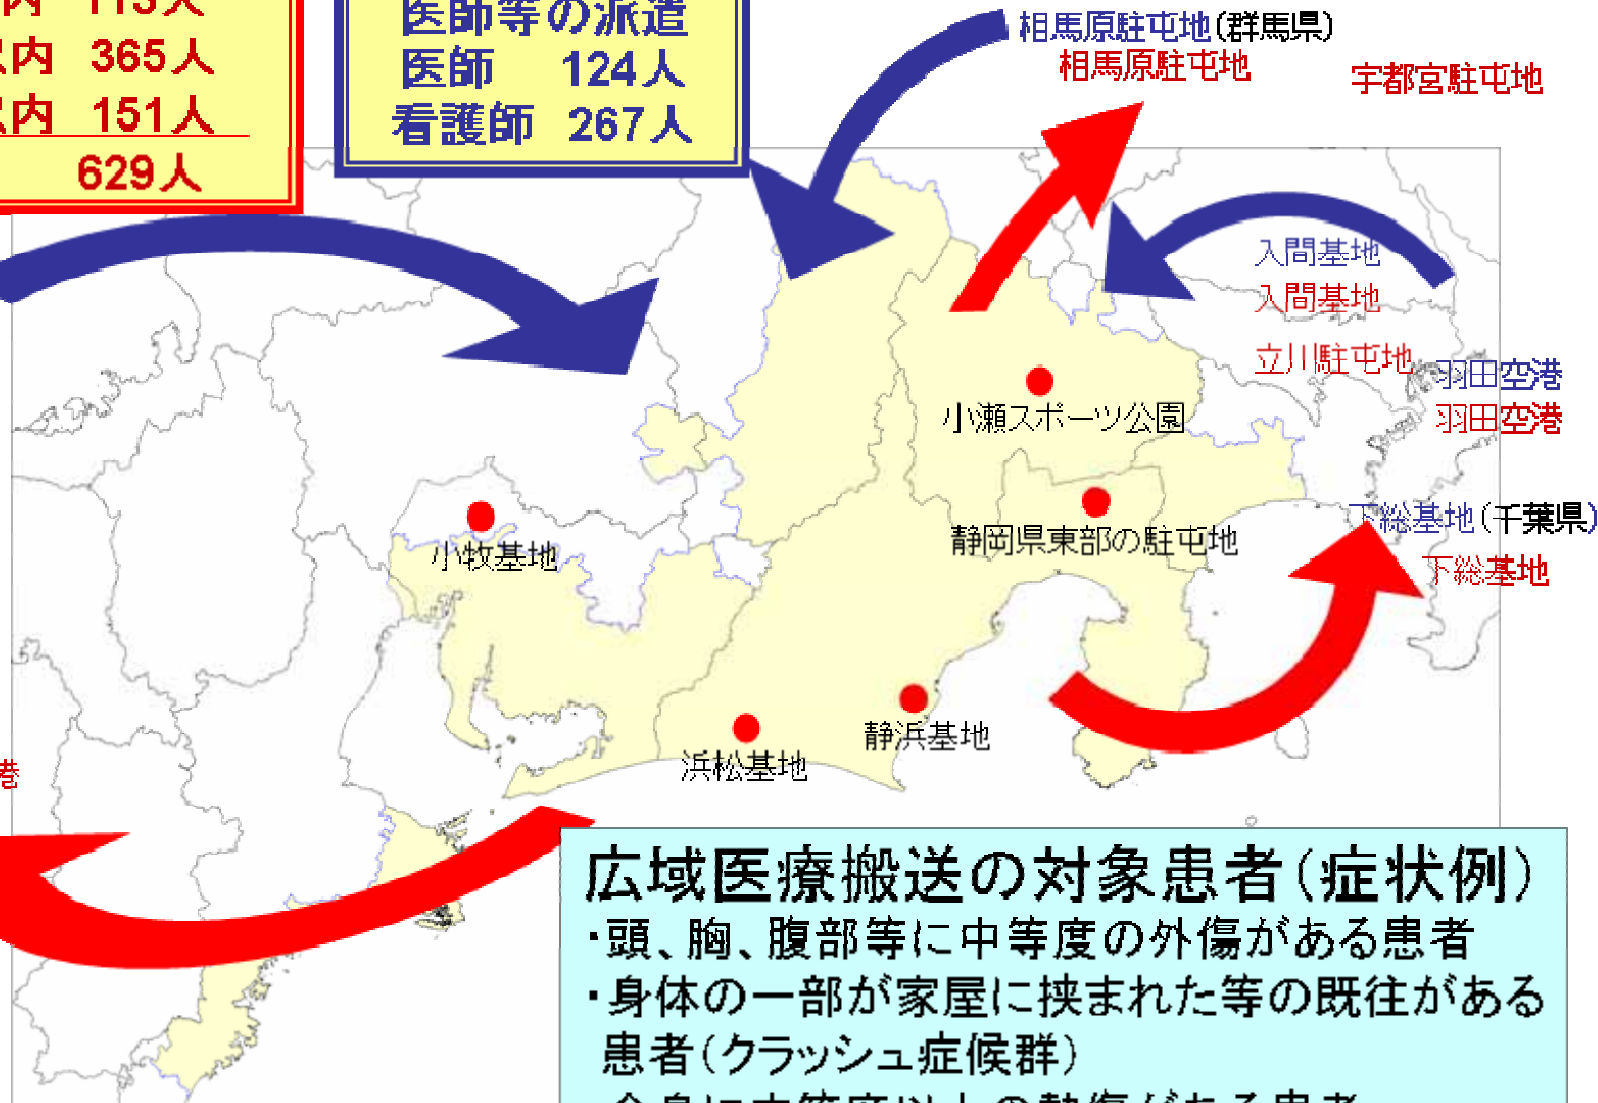 内 113人
内 365人
内 151人
629人
医師等の派遣
医師 124人
看護師 267人
相馬原駐屯地(群馬県)
相馬原駐屯地
宇都宮駐屯地
入間基地
入間基地
立川駐屯地
羽田空港
羽田空港
小瀬スポーツ公園
下総基地(千葉県)
下総基地
静岡県東部の駐屯地
小牧基地
静浜基地
浜松基地
港
広域医療搬送の対象患者(症状例)
・頭、胸、腹部等に中等度の外傷がある患者
・身体の一部が家屋に挟まれた等の既往がある
患者(クラッシュ症候群)